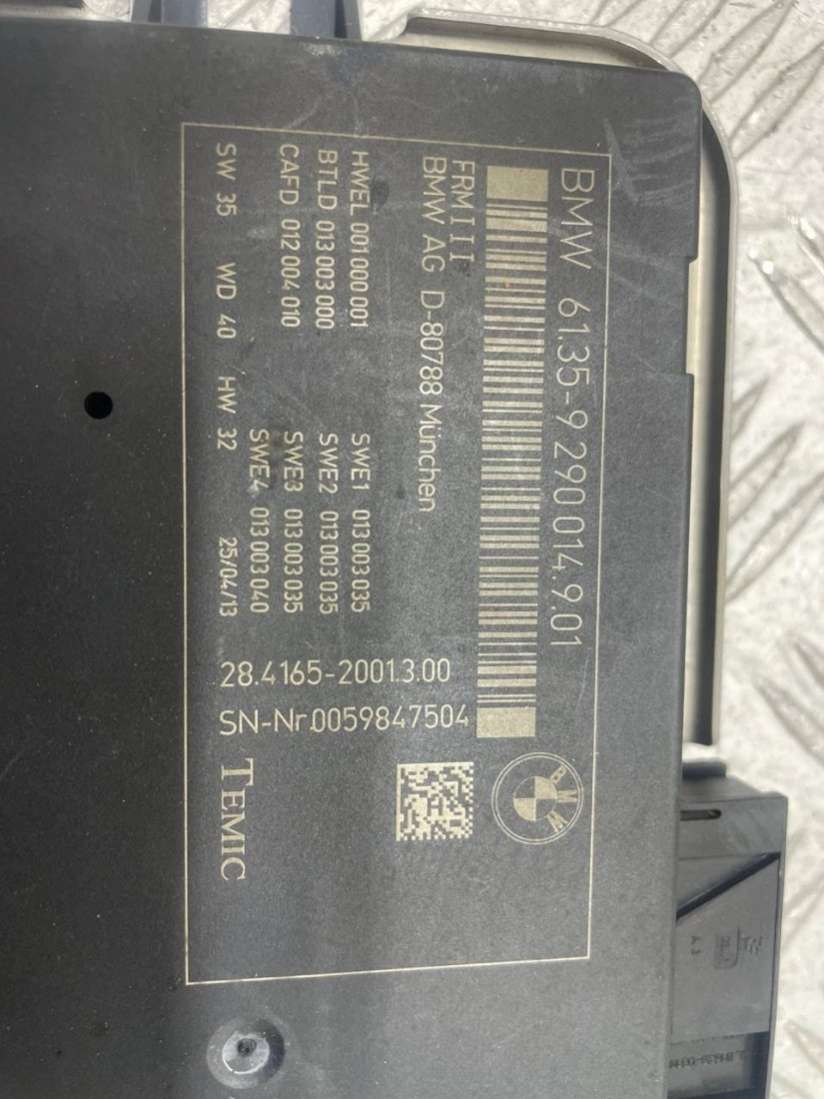 BMW 61.35-9 290 014.9.01
FRM III
BMW AG D-80788 München
HWEL 001 000 001 SWE1 013 003 035
BTLD 013 003 000 SWE2 013 003 035
CAFD 012 004 010 SWE3 013 003 035
SWE4 013 003 040
SW 35 WD 40 HW 32 25/04/13
28.4165-2001.3.00
SN-Nr.0059847504
BMW
TEMIC